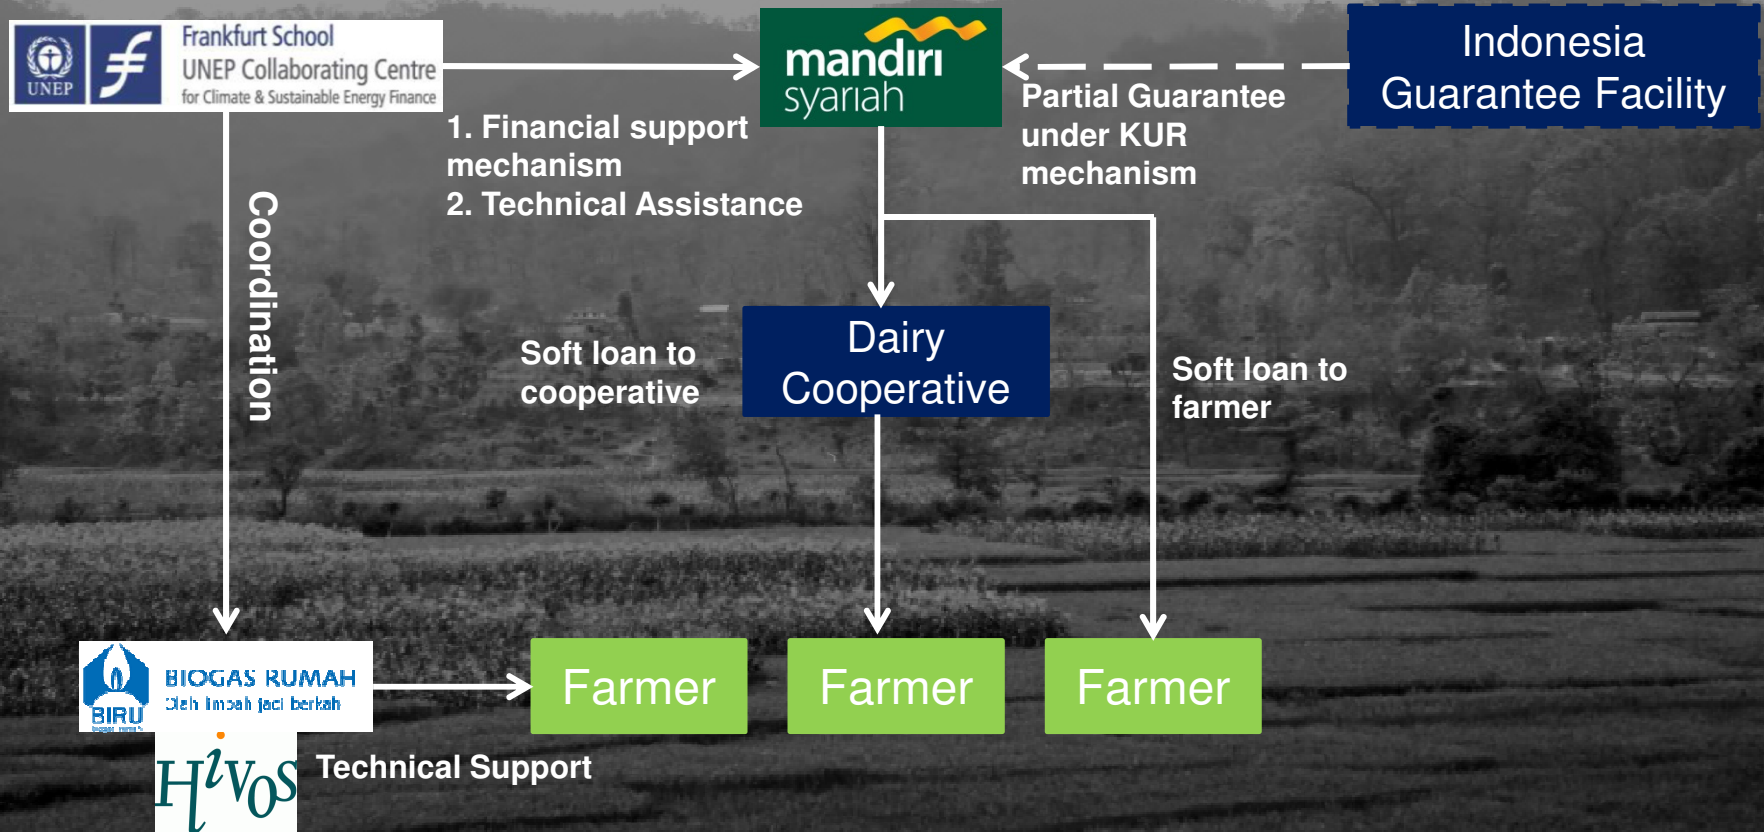 UNEP
Frankfurt School
UNEP Collaborating Centre
for Climate & Sustainable Energy Finance
mandiri
syariah
Indonesia
Guarantee Facility
Partial Guarantee
under KUR
mechanism
1. Financial support
mechanism
2. Technical Assistance
Coordination
Dairy
Cooperative
Soft loan to
cooperative
Soft loan to
farmer
BIRU
BIOGAS RUMAH
Farmer
Farmer
Farmer
Hivos
Technical Support